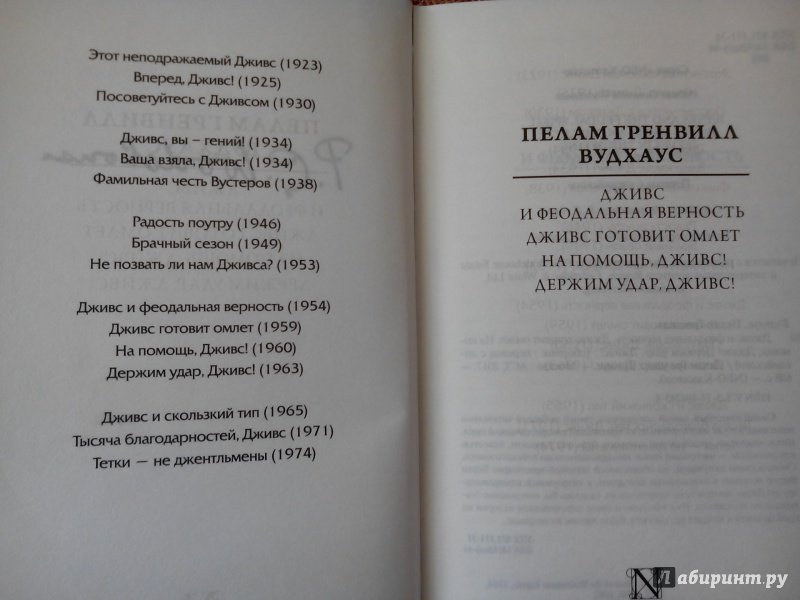 Этот неподражаемый Дживс (1923)
Вперед, Дживс! (1925)
Посоветуйтесь с Дживсом (1930)
Дживс, вы – гений! (1934)
Ваша взяла, Дживс! (1934)
Фамильная честь Вустеров (1938)
Радость поутру (1946)
Брачный сезон (1949)
Не позвать ли нам Дживса? (1953)
Дживс и феодальная верность (1954)
Дживс готовит омлет (1959)
На помощь, Дживс! (1960)
Держим удар, Дживс! (1963)
Дживс и скользкий тип (1965)
Тысяча благодарностей, Дживс (1971)
Тетки — не джентльмены (1974)
ПЕЛАМ ГРЕНВИЛЛ
ВУДХАУС
ДЖИВС
И ФЕОДАЛЬНАЯ ВЕРНОСТЬ
ДЖИВС ГОТОВИТ ОМЛЕТ
НА ПОМОЩЬ, ДЖИВС!
ДЕРЖИМ УДАР, ДЖИВС!
Лабиринт.ру